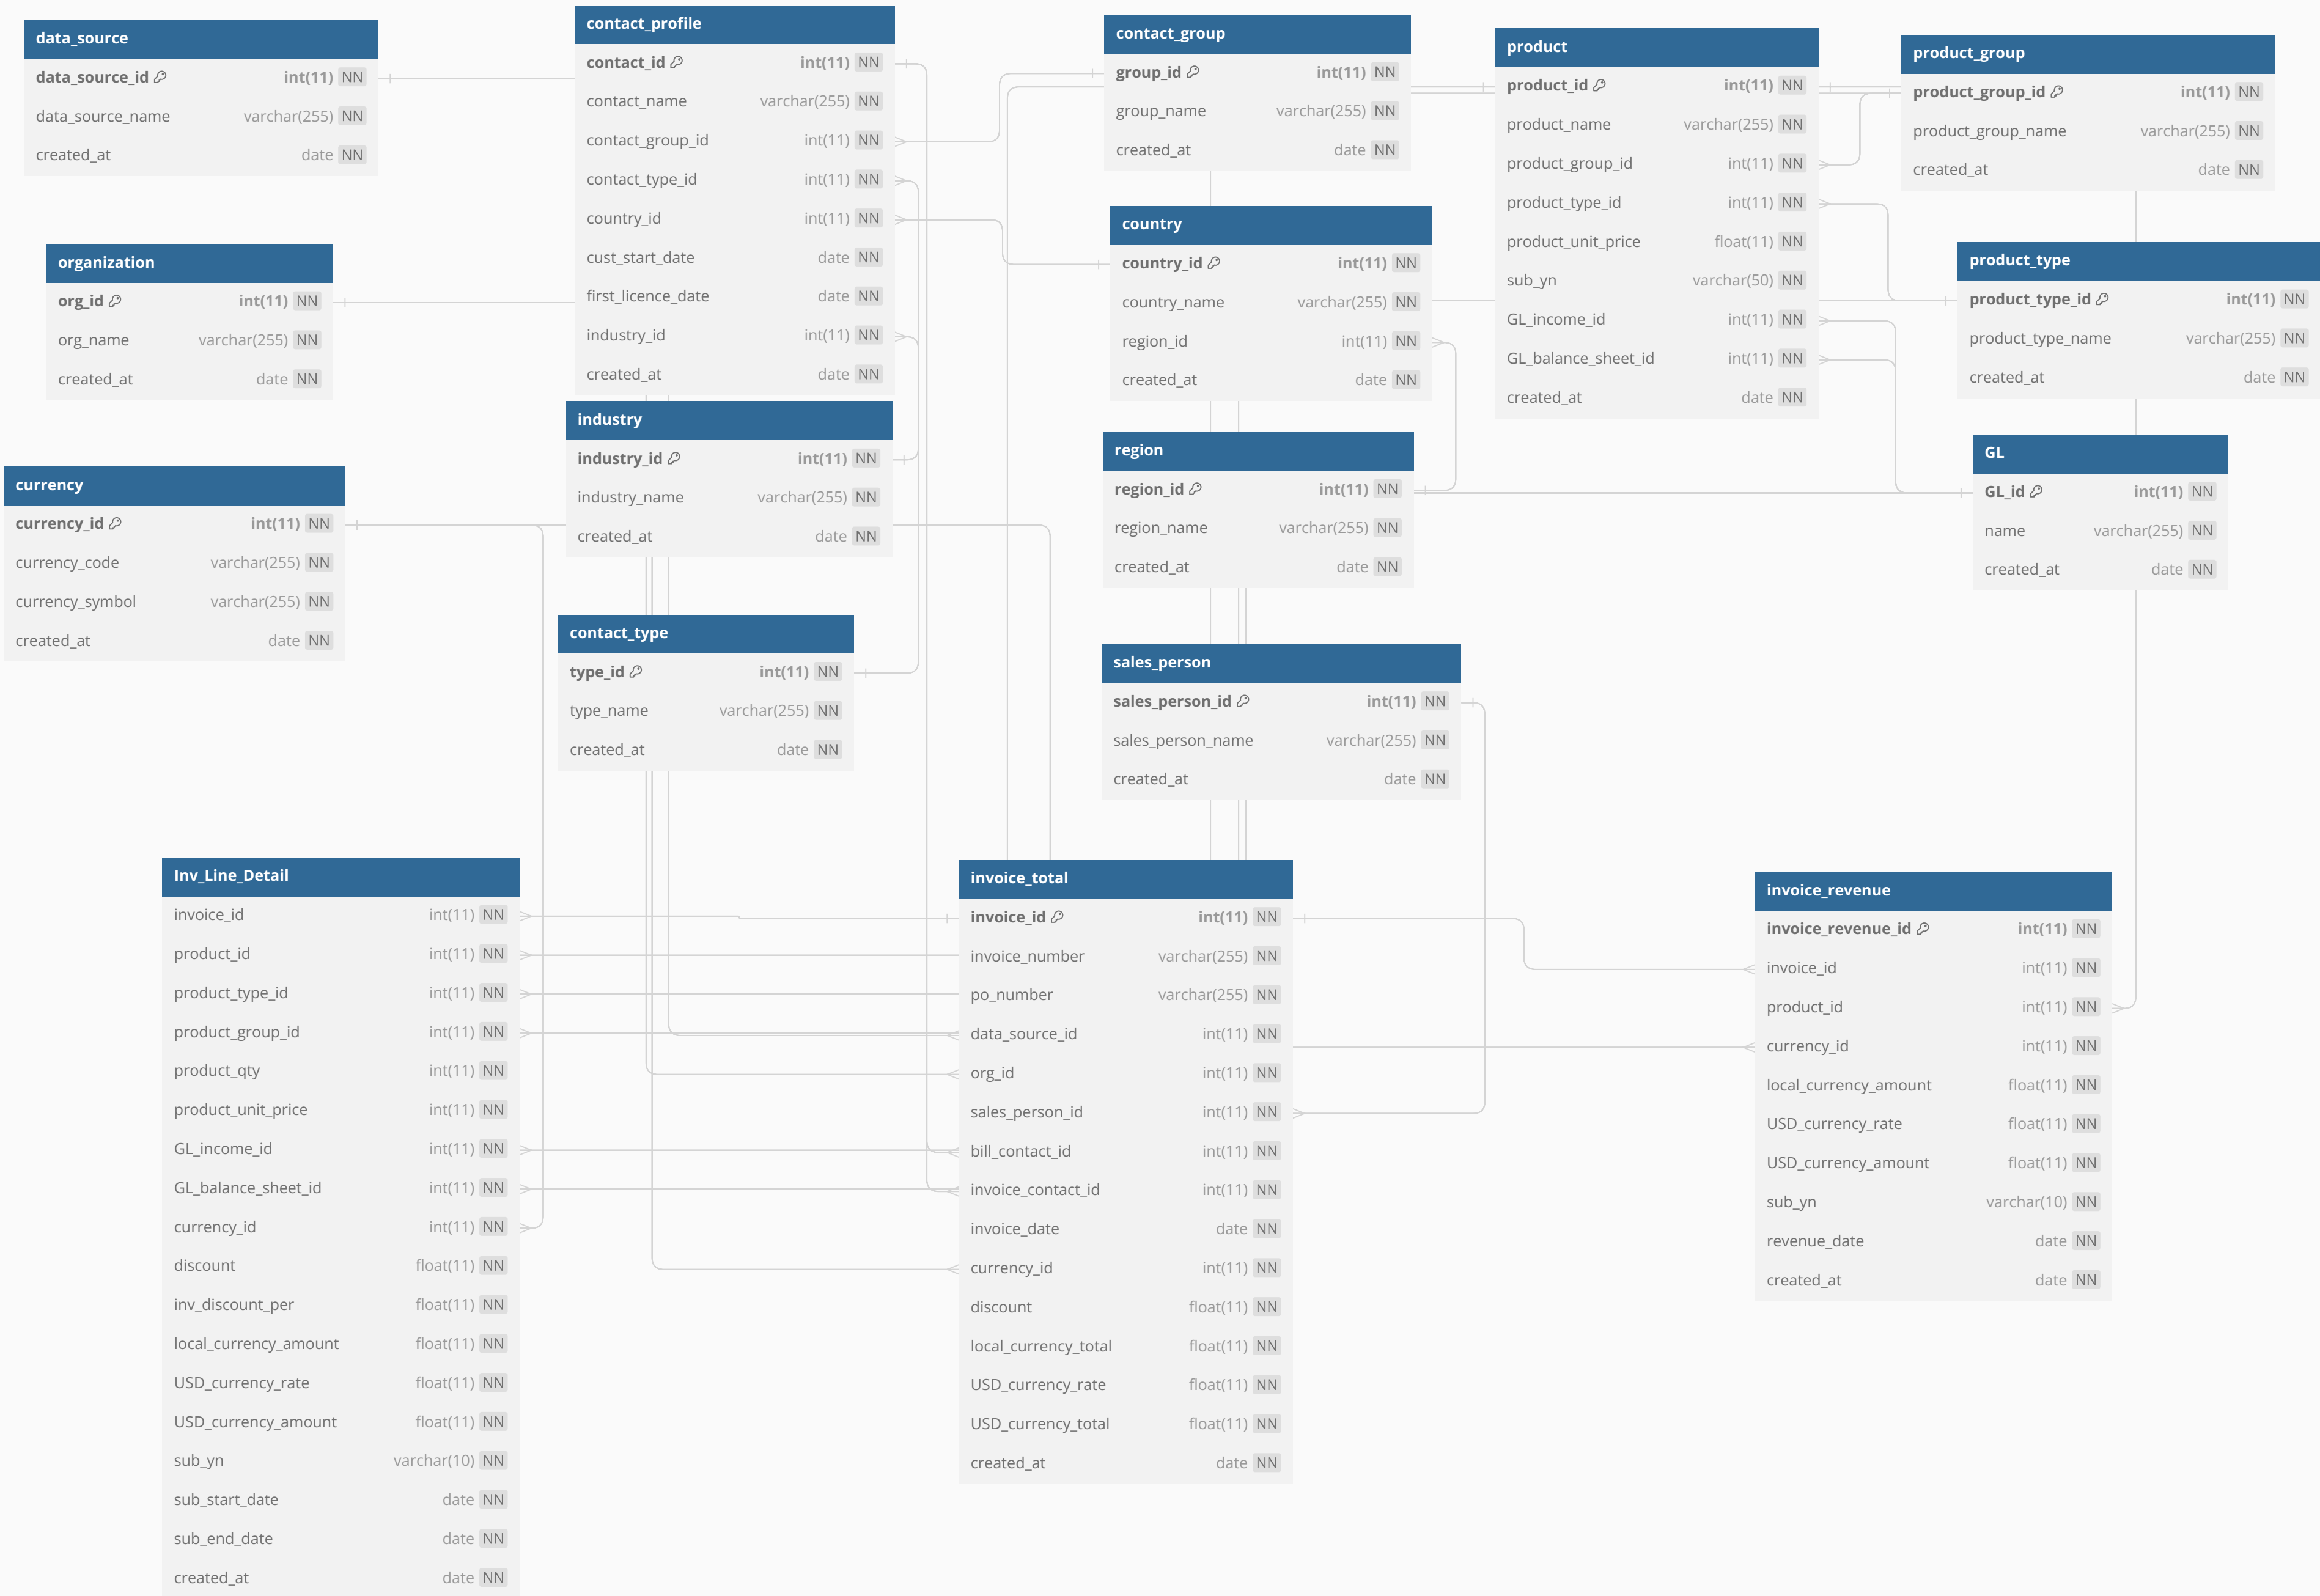 data_source
data_source_id int(11) NN
data_source_name varchar(255) NN
created_at date NN
organization
org_id int(11) NN
org_name varchar(255) NN
created_at date NN
currency
currency_id int(11) NN
currency_code varchar(255) NN
currency_symbol varchar(255) NN
created_at date NN
contact_profile
contact_id int(11) NN
contact_name varchar(255) NN
contact_group_id int(11) NN
contact_type_id int(11) NN
country_id int(11) NN
cust_start_date date NN
first_licence_date date NN
industry_id int(11) NN
created_at date NN
industry
industry_id int(11) NN
industry_name varchar(255) NN
created_at date NN
contact_type
type_id int(11) NN
type_name varchar(255) NN
created_at date NN
contact_group
group_id int(11) NN
group_name varchar(255) NN
created_at date NN
country
country_id int(11) NN
country_name varchar(255) NN
region_id int(11) NN
created_at date NN
region
region_id int(11) NN
region_name varchar(255) NN
created_at date NN
sales_person
sales_person_id int(11) NN
sales_person_name varchar(255) NN
created_at date NN
product
product_id int(11) NN
product_name varchar(255) NN
product_group_id int(11) NN
product_type_id int(11) NN
product_unit_price float(11) NN
sub_yn varchar(50) NN
GL_income_id int(11) NN
GL_balance_sheet_id int(11) NN
created_at date NN
product_group
product_group_id int(11) NN
product_group_name varchar(255) NN
created_at date NN
product_type
product_type_id int(11) NN
product_type_name varchar(255) NN
created_at date NN
GL
GL_id int(11) NN
name varchar(255) NN
created_at date NN
Inv_Line_Detail
invoice_id int(11) NN
product_id int(11) NN
product_type_id int(11) NN
product_group_id int(11) NN
product_qty int(11) NN
product_unit_price int(11) NN
GL_income_id int(11) NN
GL_balance_sheet_id int(11) NN
currency_id int(11) NN
discount float(11) NN
inv_discount_per float(11) NN
local_currency_amount float(11) NN
USD_currency_rate float(11) NN
USD_currency_amount float(11) NN
sub_yn varchar(10) NN
sub_start_date date NN
sub_end_date date NN
created_at date NN
invoice_total
invoice_id int(11) NN
invoice_number varchar(255) NN
po_number varchar(255) NN
data_source_id int(11) NN
org_id int(11) NN
sales_person_id int(11) NN
bill_contact_id int(11) NN
invoice_contact_id int(11) NN
invoice_date date NN
currency_id int(11) NN
discount float(11) NN
local_currency_total float(11) NN
USD_currency_rate float(11) NN
USD_currency_total float(11) NN
created_at date NN
invoice_revenue
invoice_revenue_id int(11) NN
invoice_id int(11) NN
product_id int(11) NN
currency_id int(11) NN
local_currency_amount float(11) NN
USD_currency_rate float(11) NN
USD_currency_amount float(11) NN
sub_yn varchar(10) NN
revenue_date date NN
created_at date NN